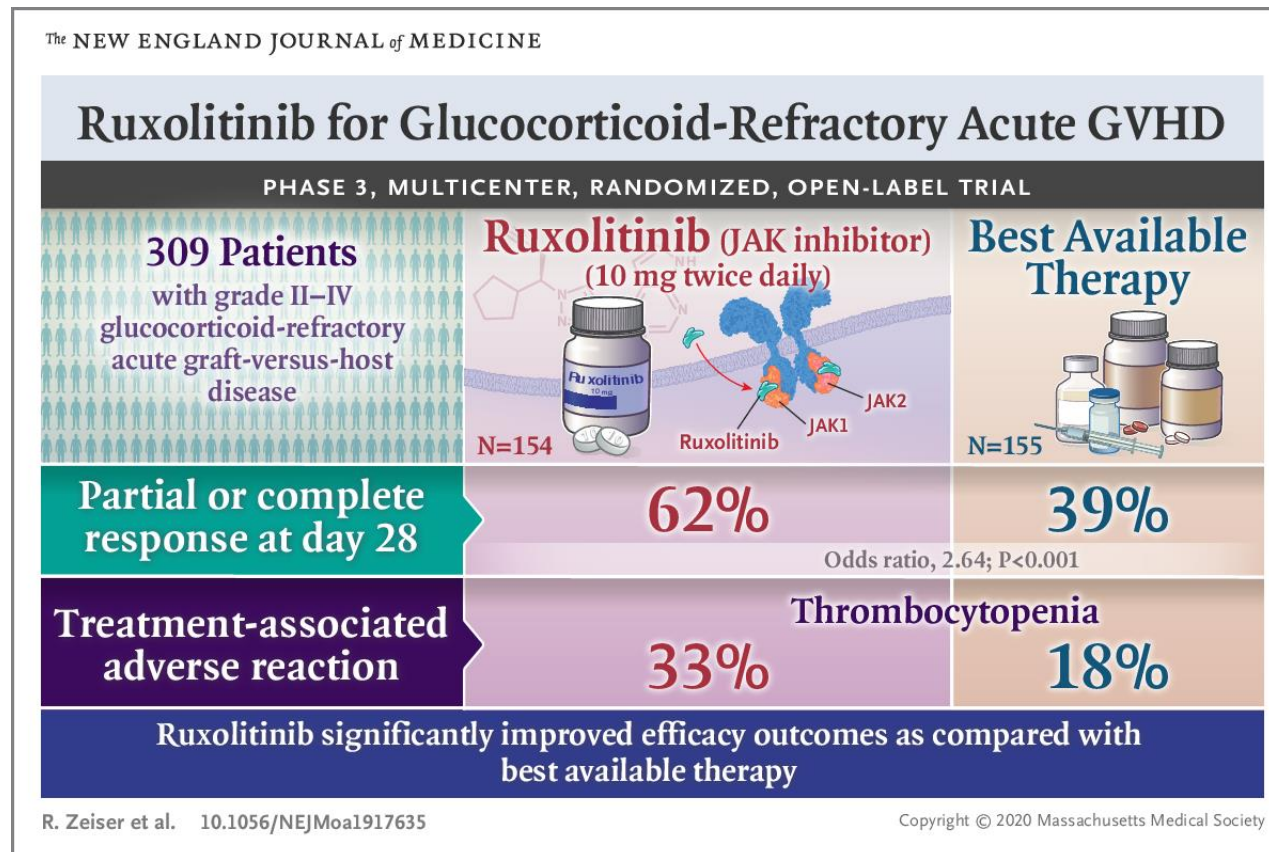 The NEW ENGLAND JOURNAL of MEDICINE
Ruxolitinib for Glucocorticoid-Refractory Acute GVHD
PHASE 3, MULTICENTER, RANDOMIZED, OPEN-LABEL TRIAL
309 Patients
with grade II–IV
glucocorticoid-refractory
acute graft-versus-host
disease
Ruxolitinib (JAK inhibitor)
(10 mg twice daily)
NH
N
N
N
Ruxolitinib
10 mg
JAK2
JAK1
Ruxolitinib
N=154
Best Available
Therapy
N=155
Partial or complete
response at day 28
62%
39%
Odds ratio, 2.64; P<0.001
Treatment-associated
adverse reaction
Thrombocytopenia
33%
18%
Ruxolitinib significantly improved efficacy outcomes as compared with
best available therapy
R. Zeiser et al. 10.1056/NEJMoa1917635
Copyright © 2020 Massachusetts Medical Society